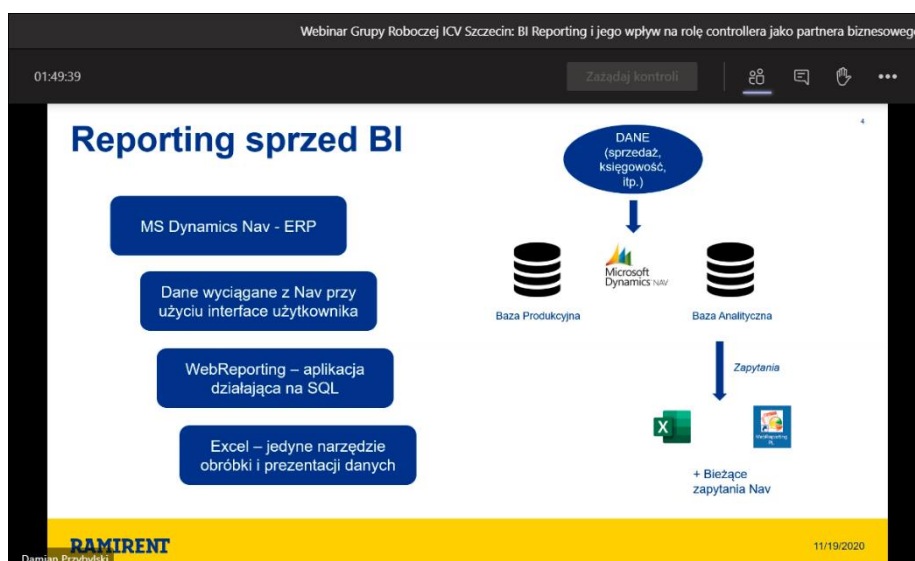 Webinar Grupy Roboczej ICV Szczecin: BI Reporting i jego wpływ na rolę controllera jako partnera biznesoweg
01:49:39
Zażądaj kontroli
4
Reporting sprzed BI
MS Dynamics Nav - ERP
Dane wyciągane z Nav przy
użyciu interface użytkownika
WebReporting – aplikacja
działająca na SQL
Excel – jedyne narzędzie
obróbki i prezentacji danych
DANE
(sprzedaż,
księgowość,
itp.)
Microsoft
Dynamics NAV
Baza Produkcyjna
Baza Analityczna
Zapytania
X
WebReporting
PL
+ Bieżące
zapytania Nav
RAMIRENT
11/19/2020
Damian Przybylski